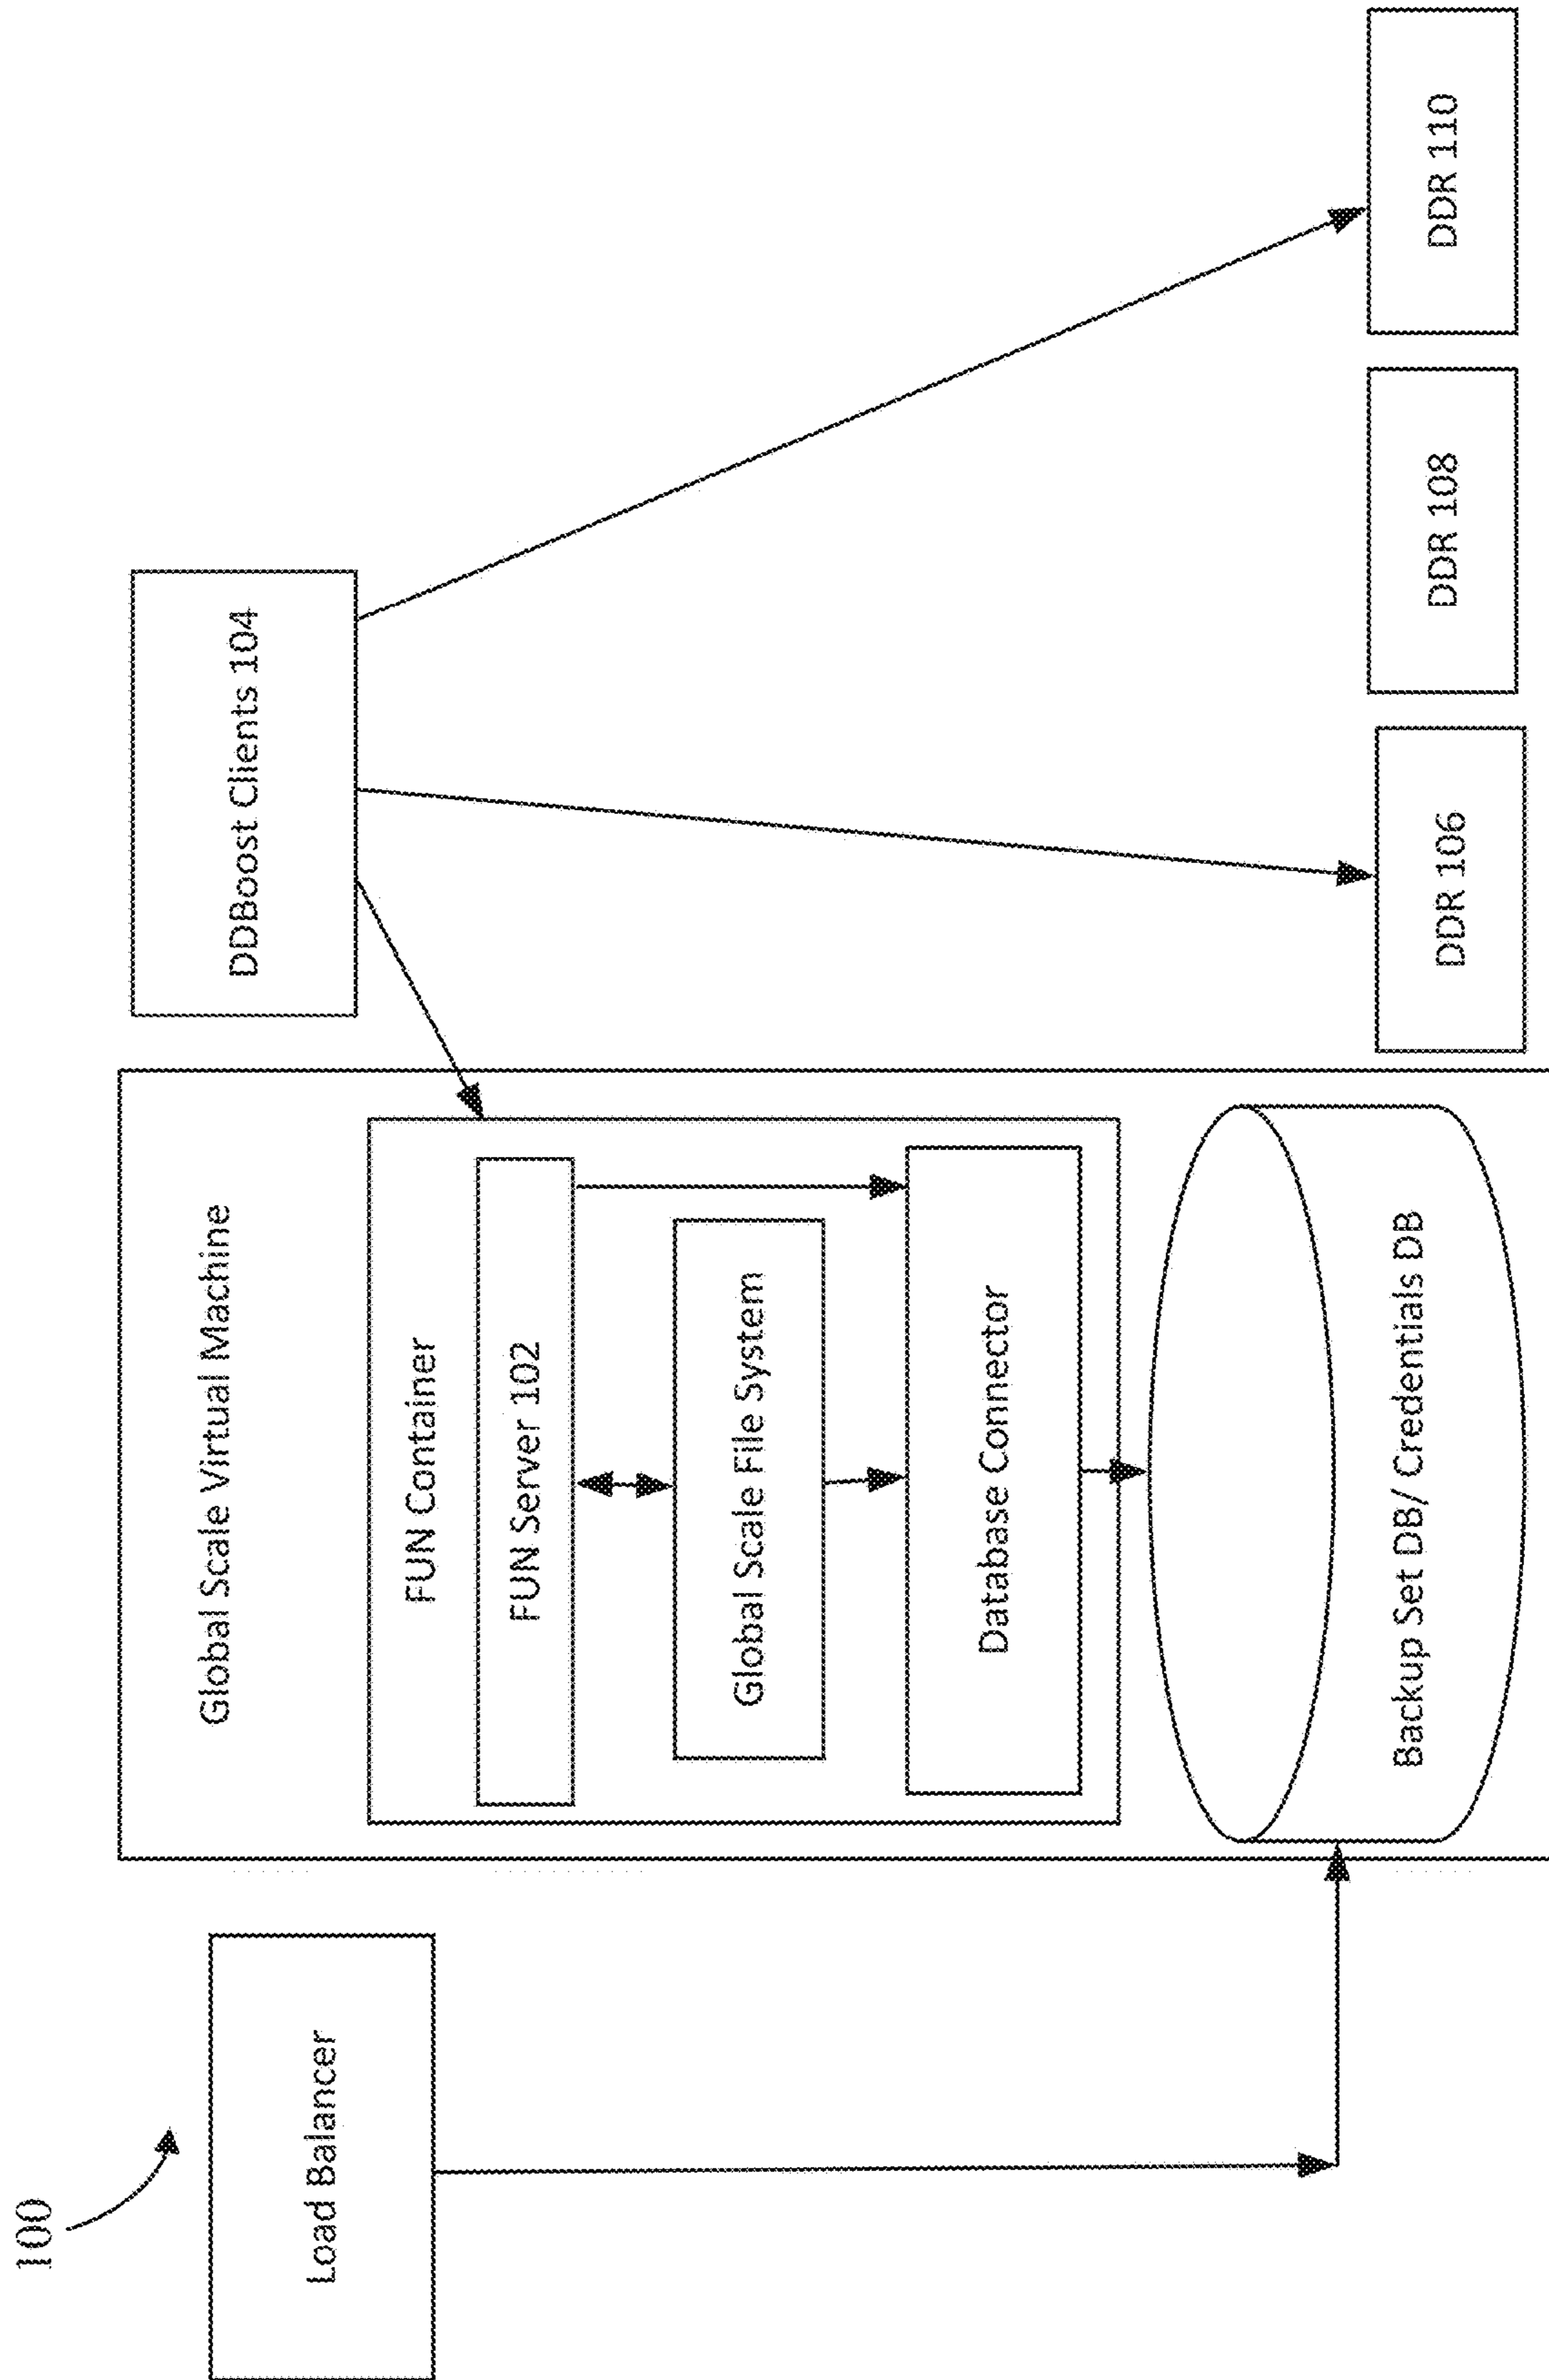 100
Load Balancer
Global Scale Virtual Machine
FUN Container
FUN Server 102
Global Scale File System
Database Connector
Backup Set DB/ Credentials DB
DDBoost Clients 104
DDR 106
DDR 108
DDR 110